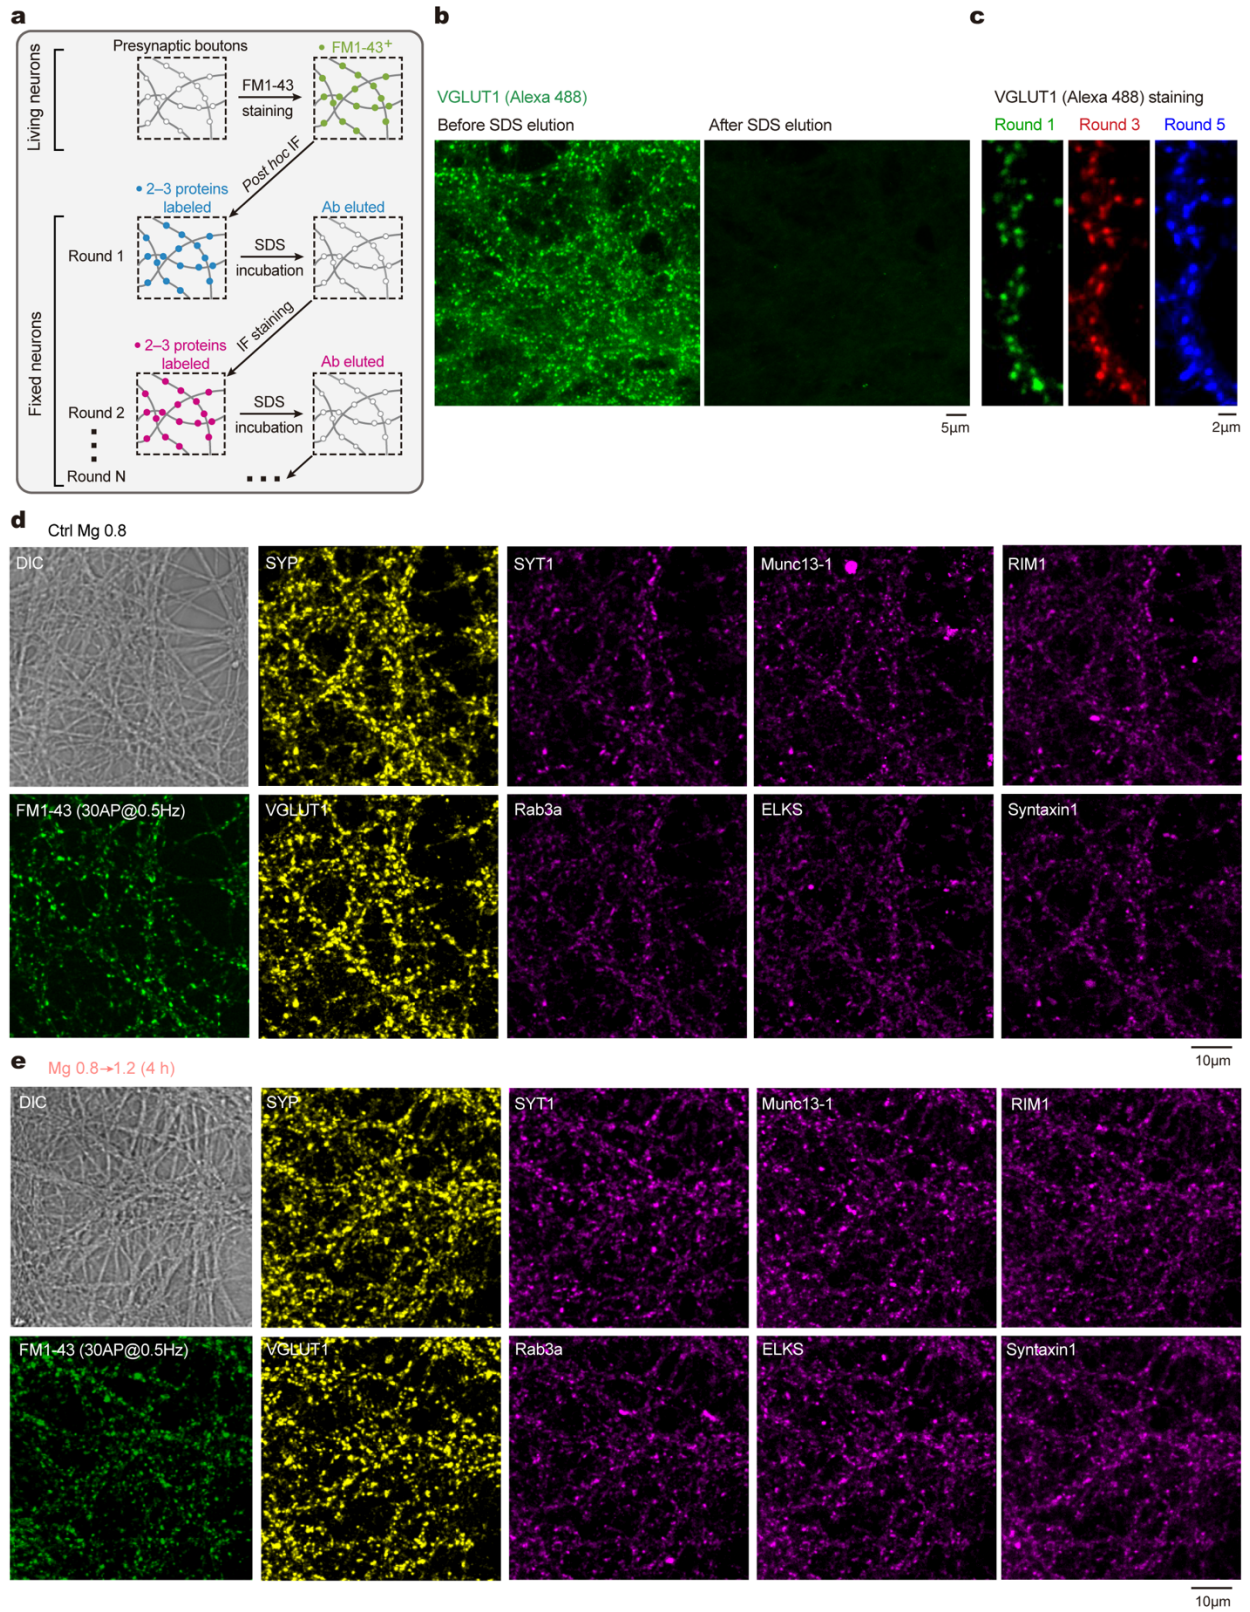 a
Presynaptic boutons
FM1-43⁺
FM1-43
staining
Living neurons
Post hoc IF
2–3 proteins
labeled
Ab eluted
Round 1
SDS
incubation
IF staining
Fixed neurons
2–3 proteins
labeled
Ab eluted
Round 2
SDS
incubation
Round N
b
VGLUT1 (Alexa 488)
Before SDS elution
After SDS elution
5μm
c
VGLUT1 (Alexa 488) staining
Round 1
Round 3
Round 5
2μm
d
Ctrl Mg 0.8
DIC
SYP
SYT1
Munc13-1
RIM1
FM1-43 (30AP@0.5Hz)
VGLUT1
Rab3a
ELKS
Syntaxin1
10μm
e
Mg 0.8→1.2 (4 h)
DIC
SYP
SYT1
Munc13-1
RIM1
FM1-43 (30AP@0.5Hz)
VGLUT1
Rab3a
ELKS
Syntaxin1
10μm